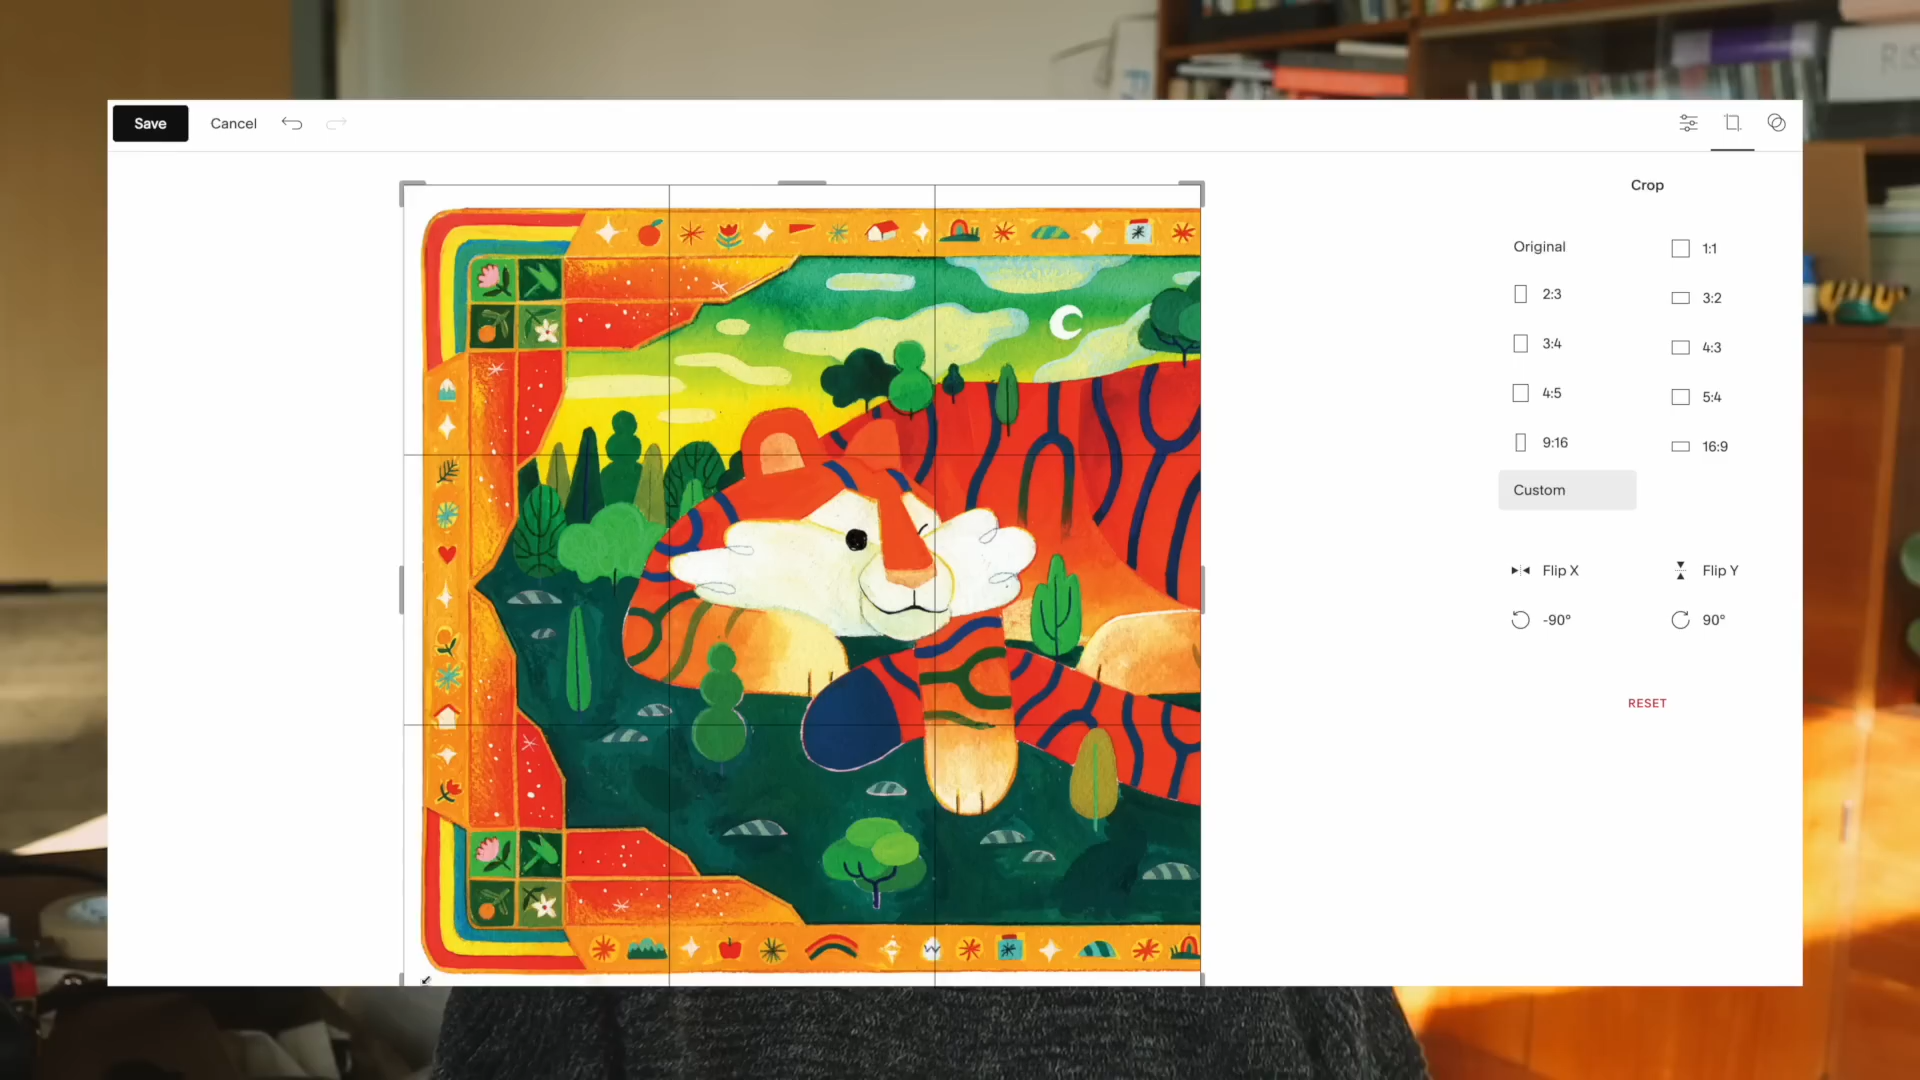 RIS
Save
Cancel
Crop
Original
1:1
2:3
3:2
3:4
4:3
4:5
5:4
9:16
16:9
Custom
Flip X
Flip Y
-90°
90°
RESET